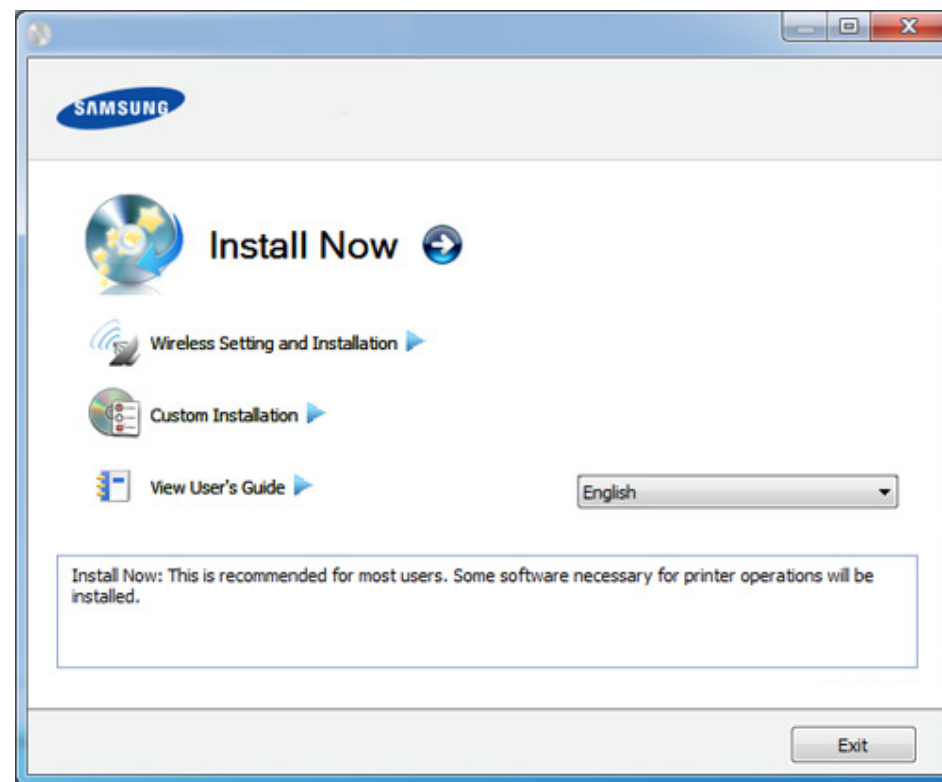 SAMSUNG
Install Now
Wireless Setting and Installation
Custom Installation
View User's Guide
English
Install Now: This is recommended for most users. Some software necessary for printer operations will be
installed.
Exit